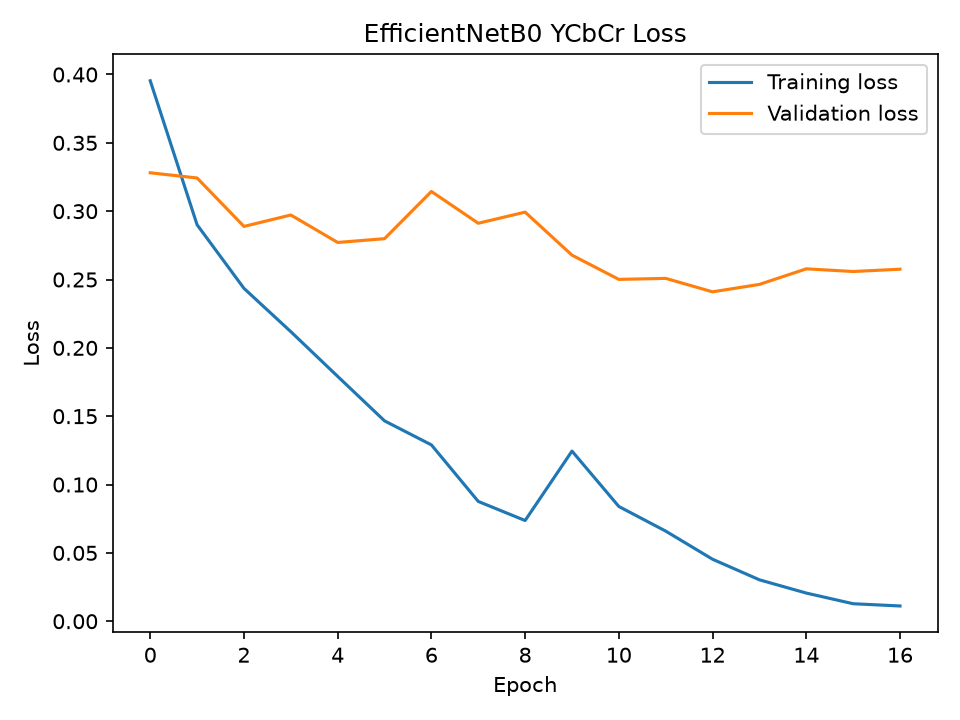 EfficientNetB0 YCbCr Loss
Training loss
Validation loss
0.40
0.35
0.30
0.25
0.20
0.15
0.10
0.05
0.00
Loss
0 2 4 6 8 10 12 14 16
Epoch